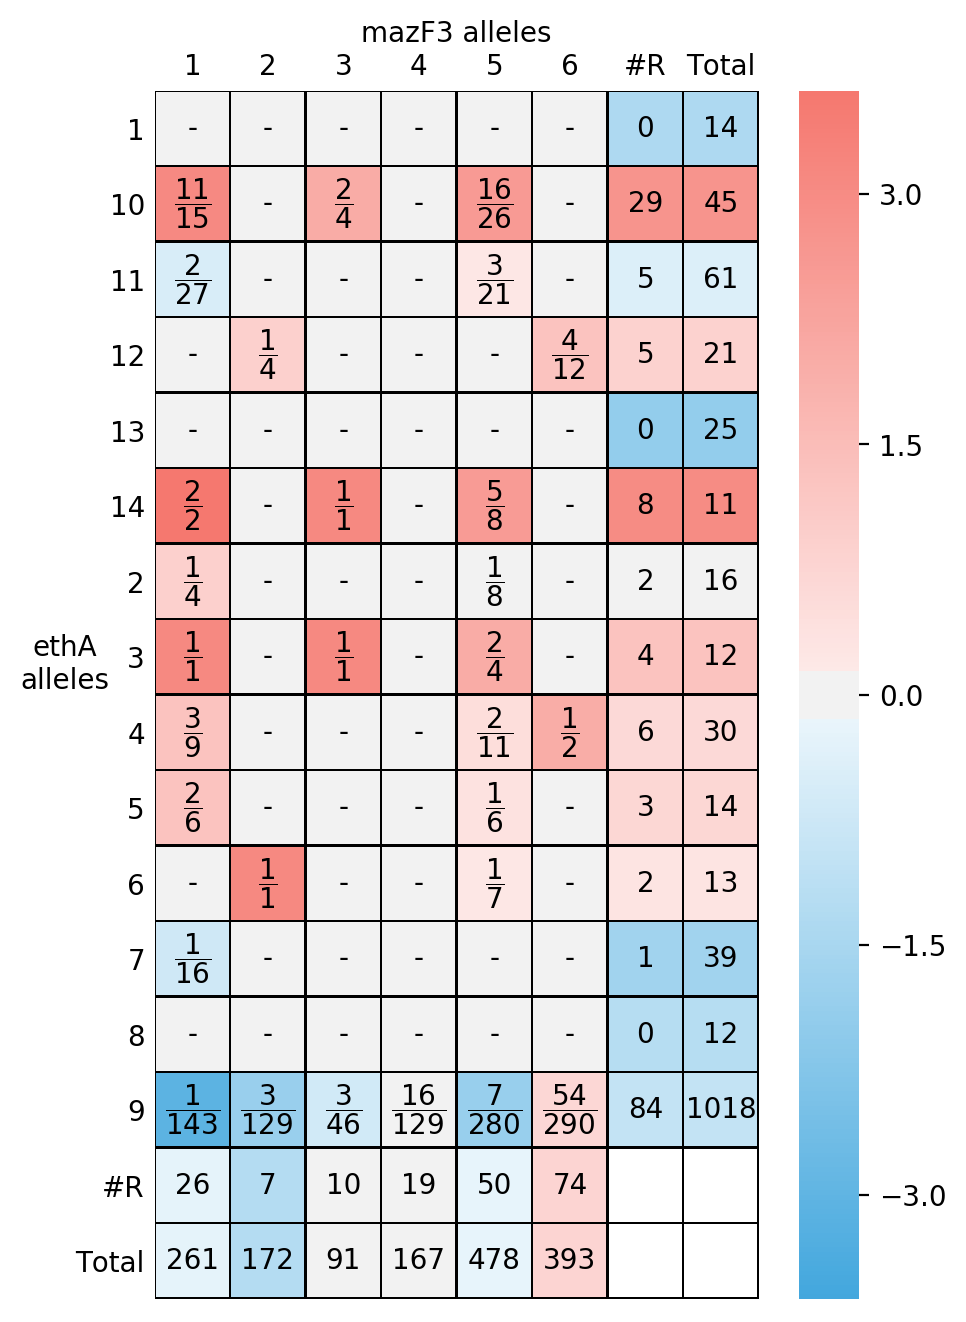 mazF3 alleles
1 2 3 4 5 6 #R Total
1 - - - - - - 0 14
10 11/15 - 2/4 - 16/26 - 29 45
11 2/27 - - - 3/21 - 5 61
12 - 1/4 - - - 4/12 5 21
13 - - - - - - 0 25
14 2/2 - 1/1 - 5/8 - 8 11
2 1/4 - - - 1/8 - 2 16
ethA
alleles
3 1/1 - 1/1 - 2/4 - 4 12
4 3/9 - - - 2/11 1/2 6 30
5 2/6 - - - 1/6 - 3 14
6 - 1/1 - - 1/7 - 2 13
7 1/16 - - - - - 1 39
8 - - - - - - 0 12
9 1/143 3/129 3/46 16/129 7/280 54/290 84 1018
#R 26 7 10 19 50 74
Total 261 172 91 167 478 393
3.0
1.5
0.0
−1.5
−3.0